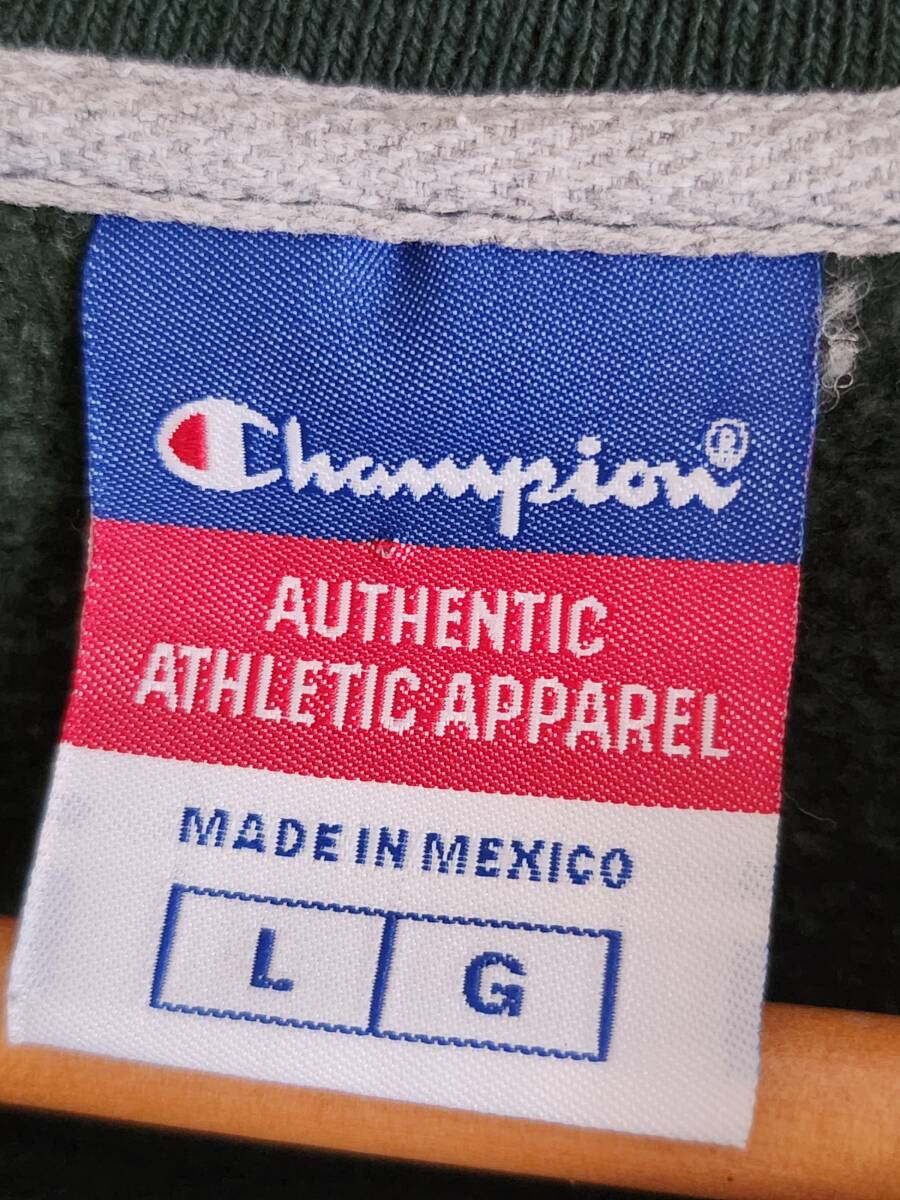 Champion®
AUTHENTIC
ATHLETIC APPAREL
MADE IN MEXICO
L G